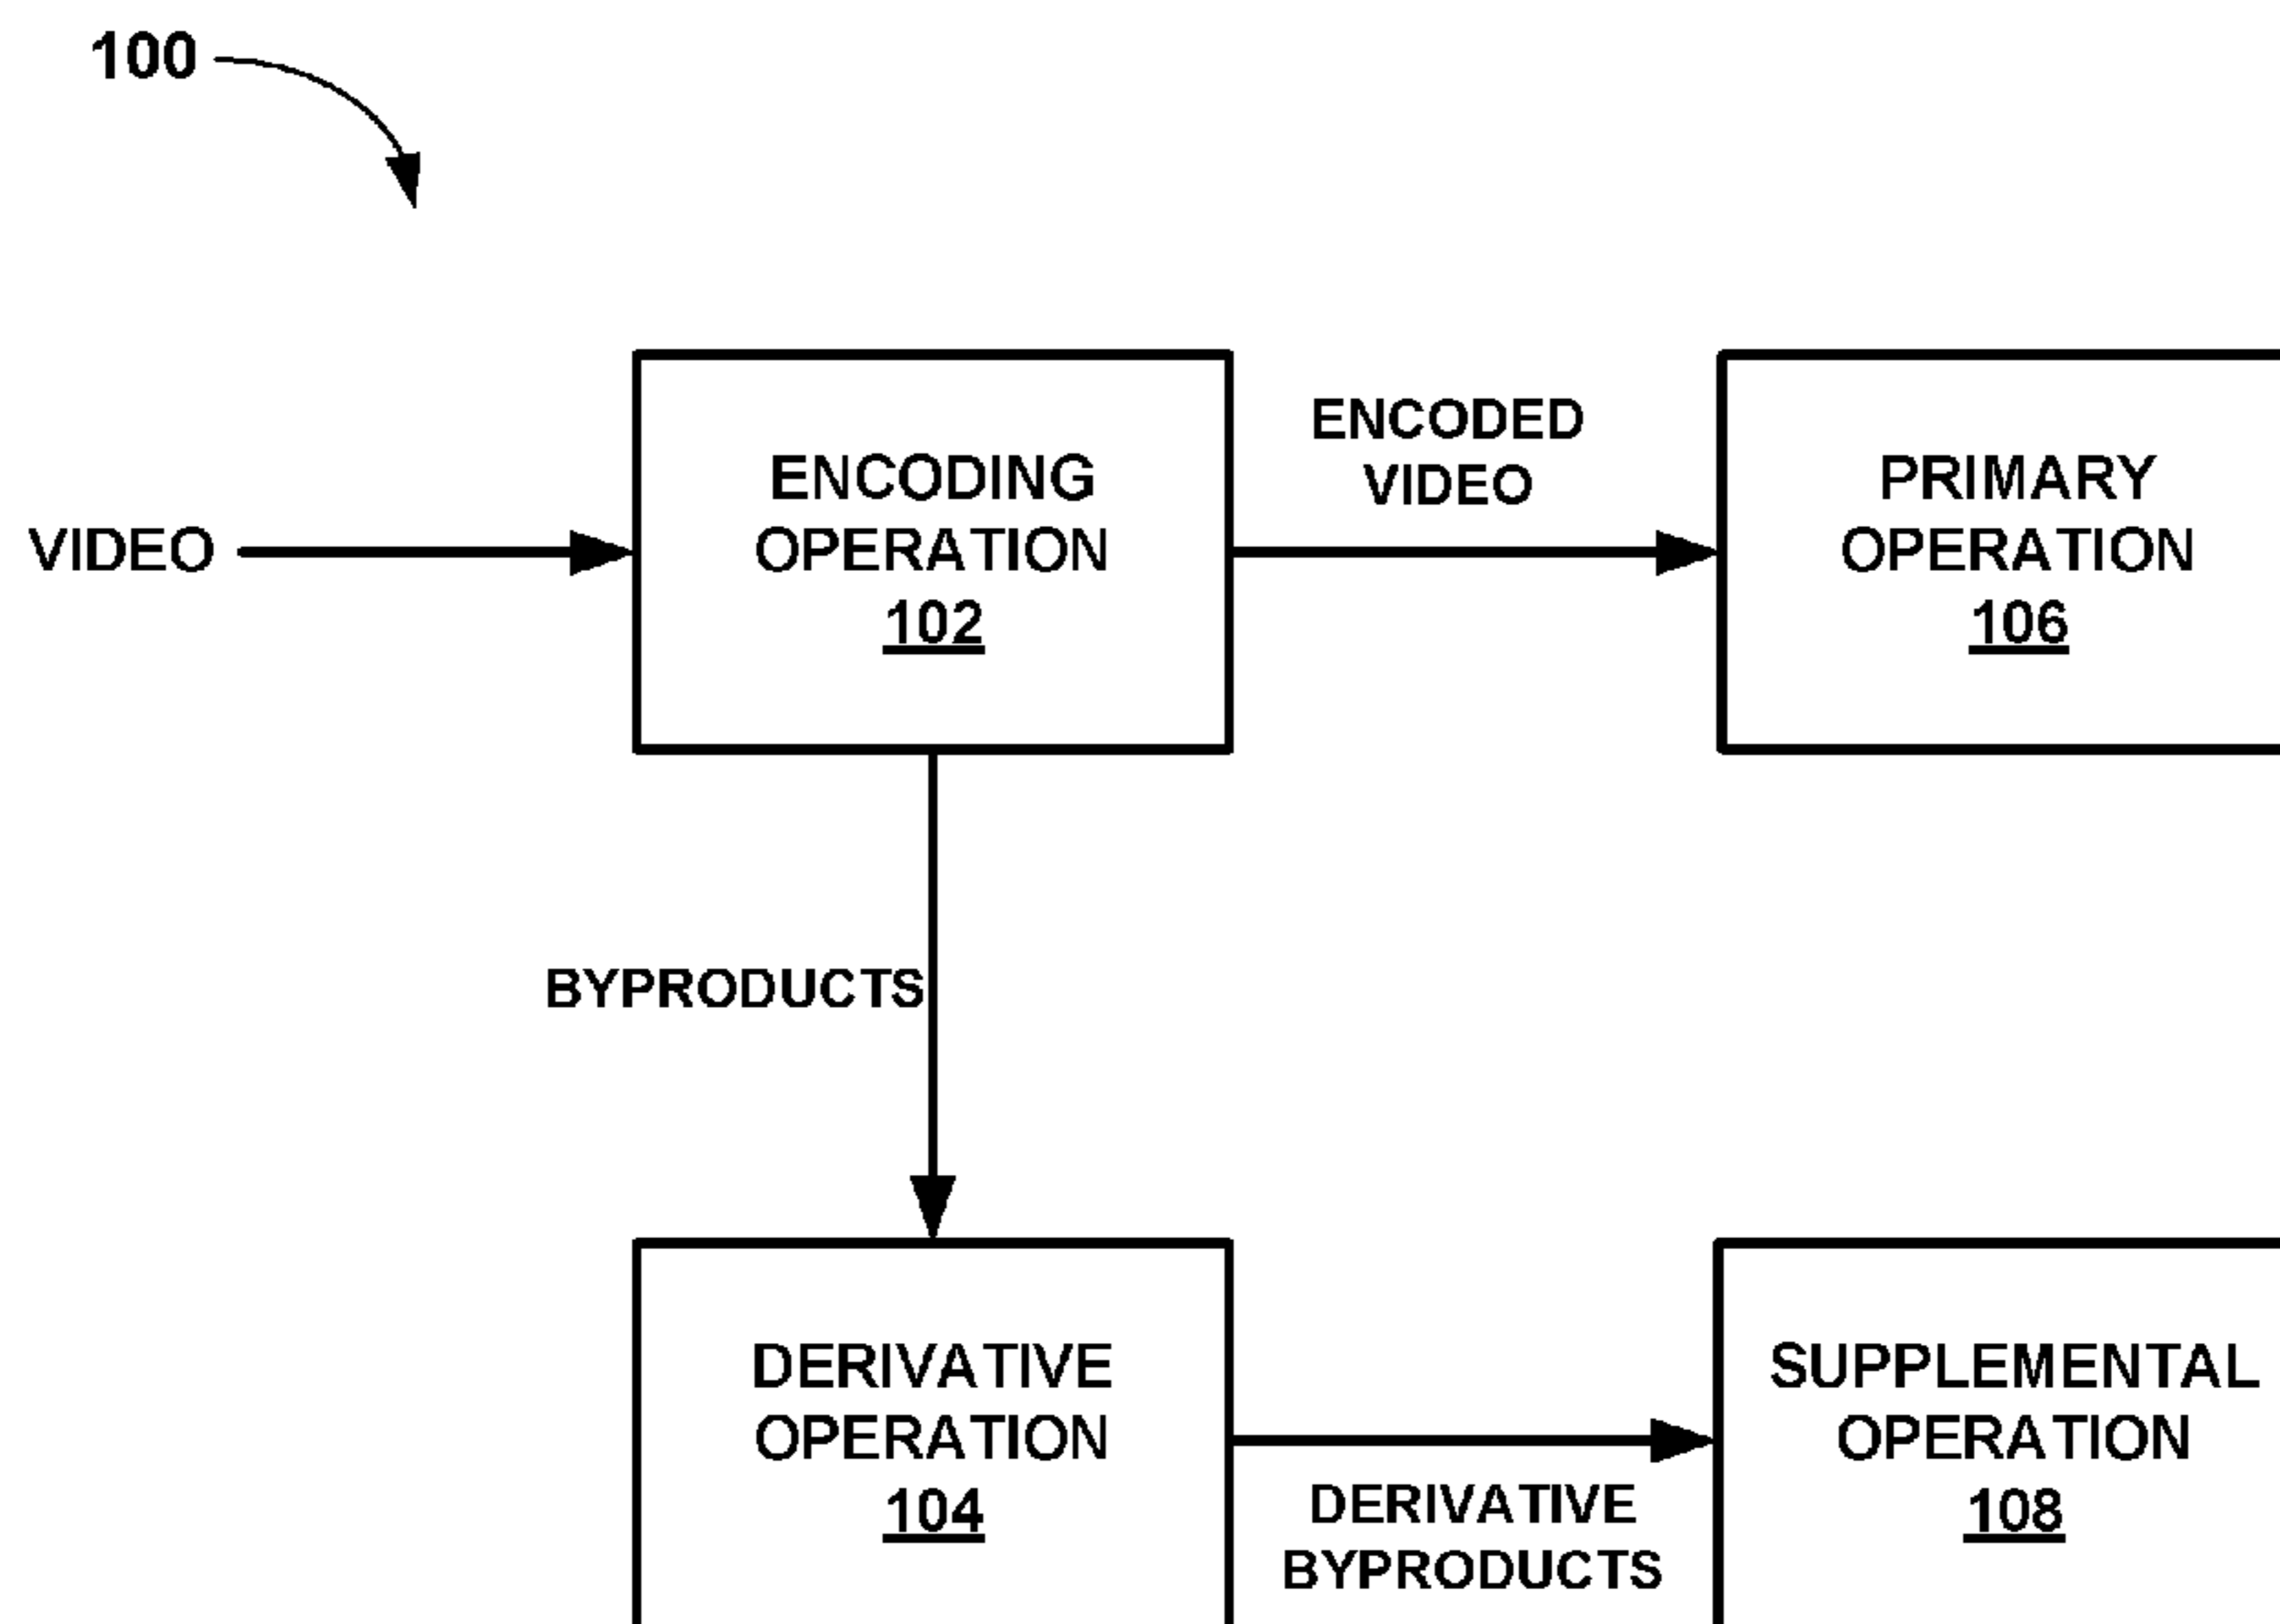 100
VIDEO
ENCODING
OPERATION
102
ENCODED
VIDEO
PRIMARY
OPERATION
106
BYPRODUCTS
DERIVATIVE
OPERATION
104
DERIVATIVE
BYPRODUCTS
SUPPLEMENTAL
OPERATION
108